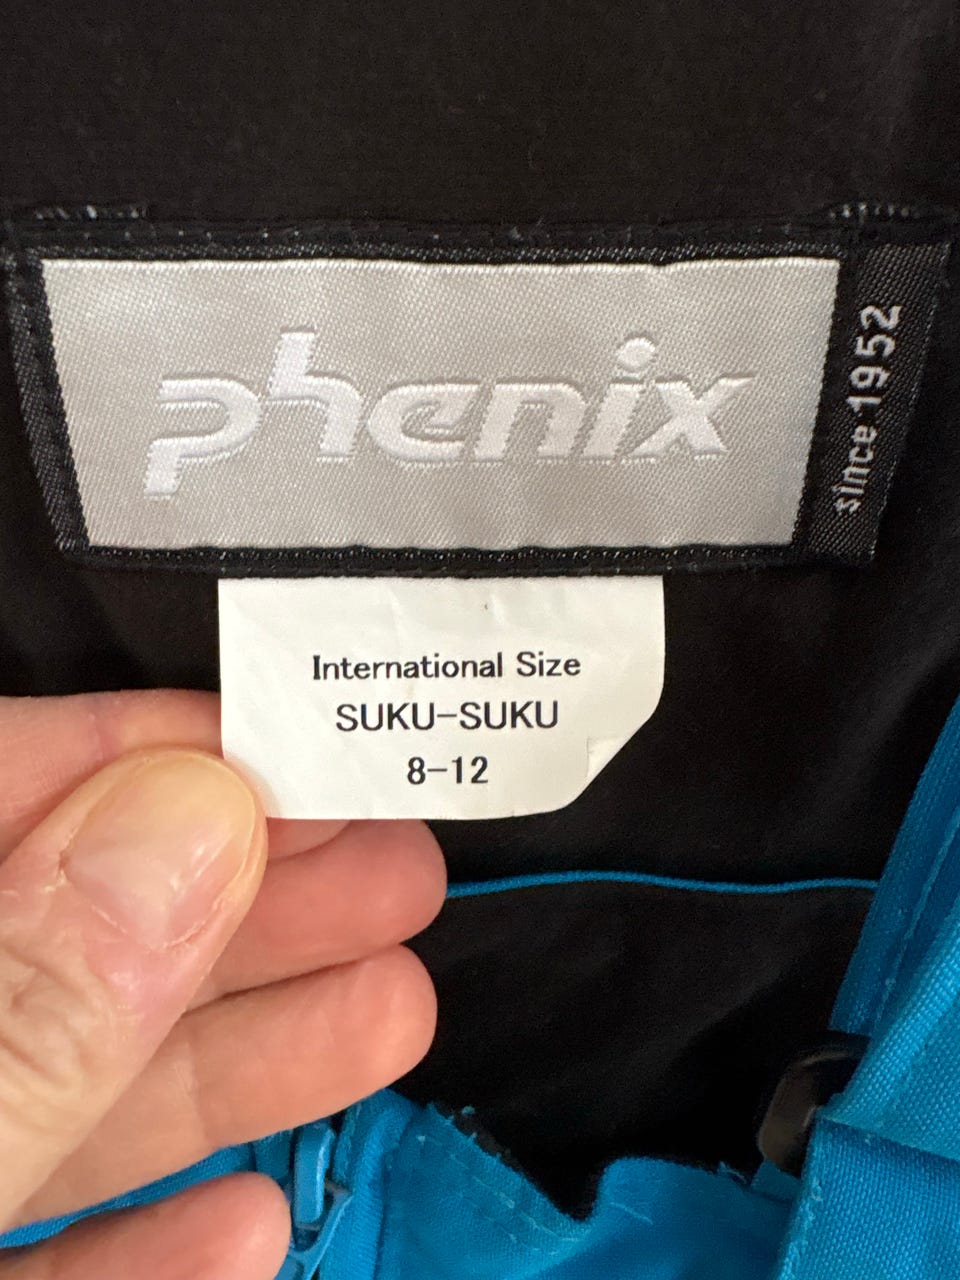 phenix
since 1952
International Size
SUKU-SUKU
8-12